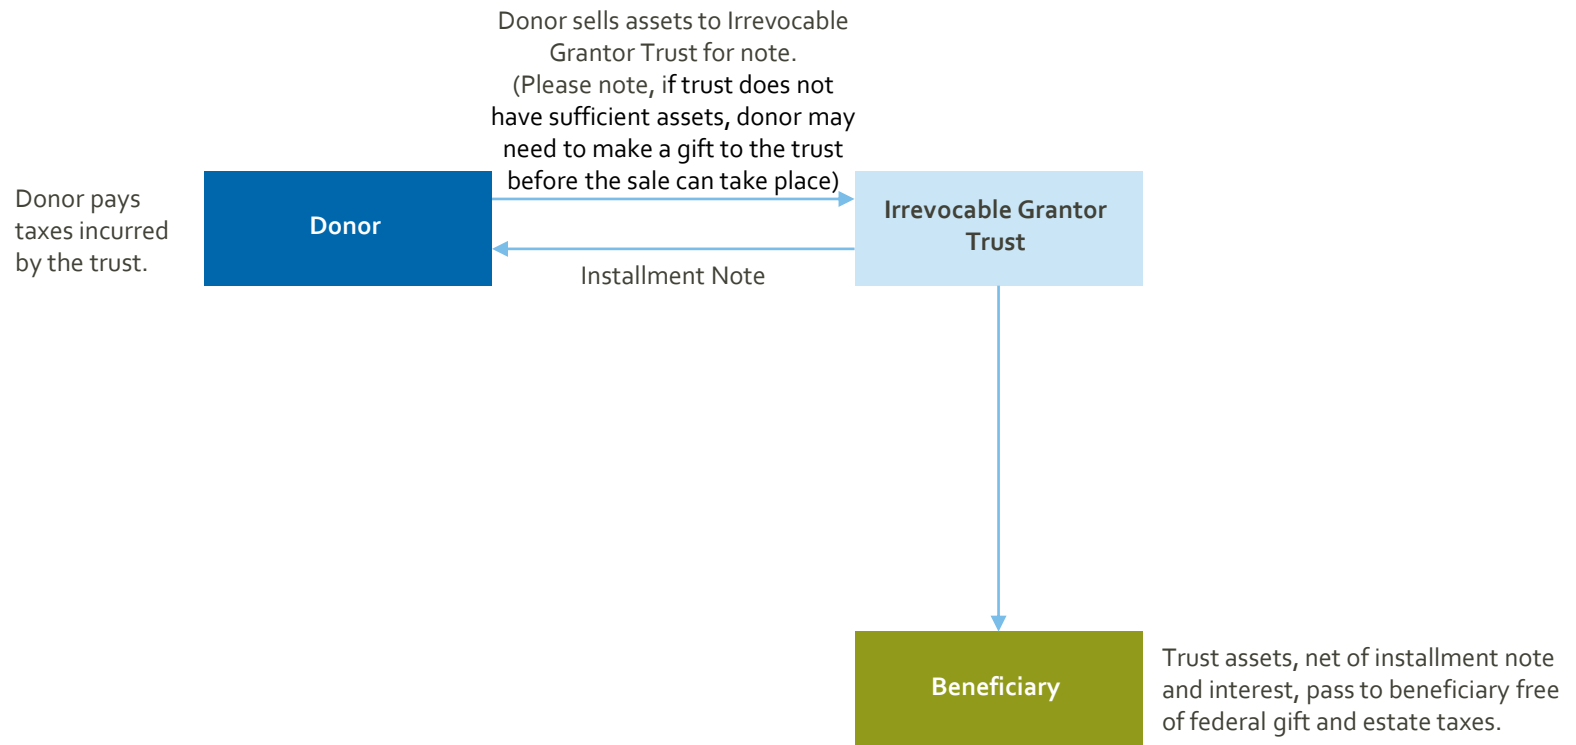 Donor sells assets to Irrevocable
Grantor Trust for note.
(Please note, if trust does not
have sufficient assets, donor may
need to make a gift to the trust
before the sale can take place)
Donor pays
taxes incurred
by the trust.
Donor
Irrevocable Grantor
Trust
Installment Note
Beneficiary
Trust assets, net of installment note
and interest, pass to beneficiary free
of federal gift and estate taxes.